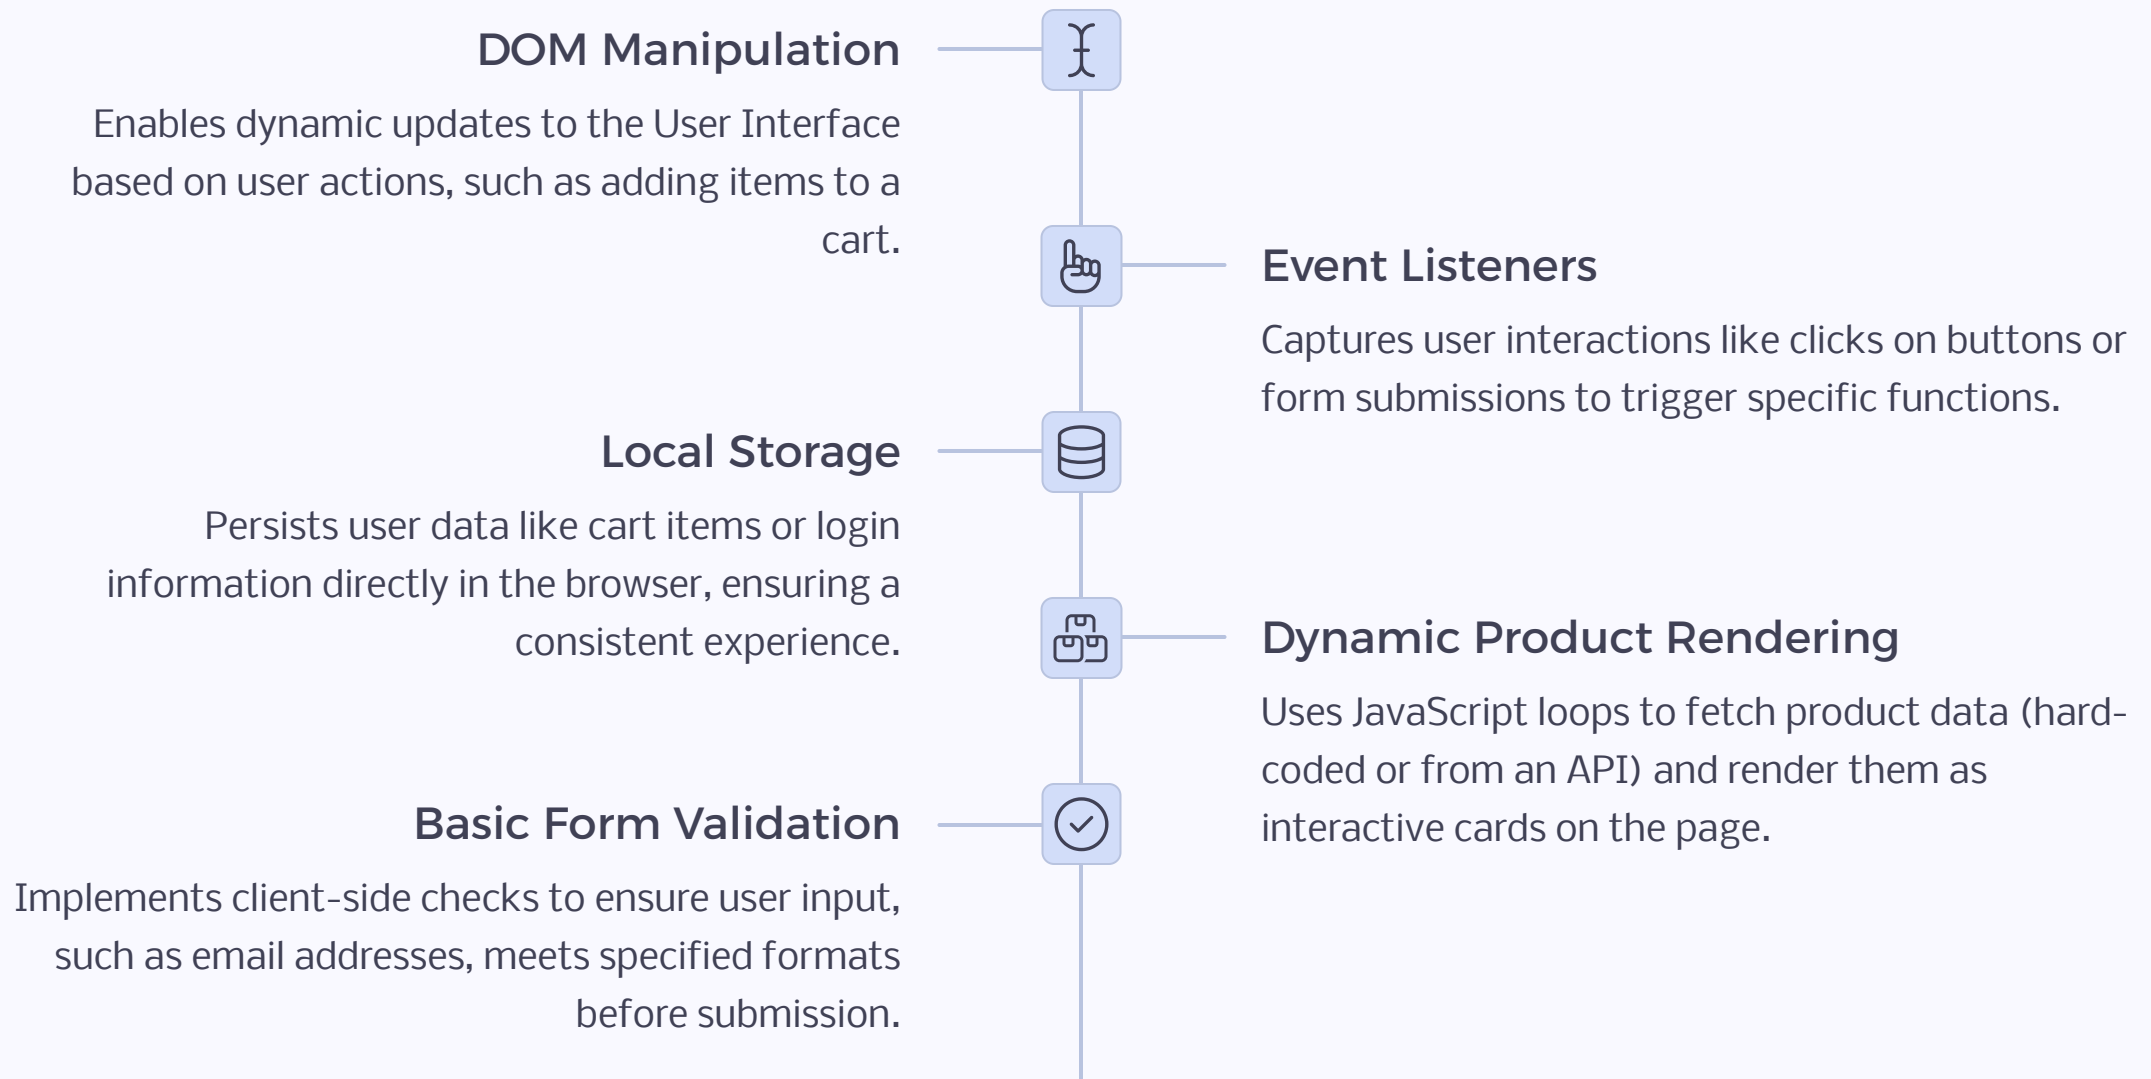 DOM Manipulation
Enables dynamic updates to the User Interface
based on user actions, such as adding items to a
cart.
Event Listeners
Captures user interactions like clicks on buttons or
form submissions to trigger specific functions.
Local Storage
Persists user data like cart items or login
information directly in the browser, ensuring a
consistent experience.
Dynamic Product Rendering
Uses JavaScript loops to fetch product data (hard-
coded or from an API) and render them as
interactive cards on the page.
Basic Form Validation
Implements client-side checks to ensure user input,
such as email addresses, meets specified formats
before submission.